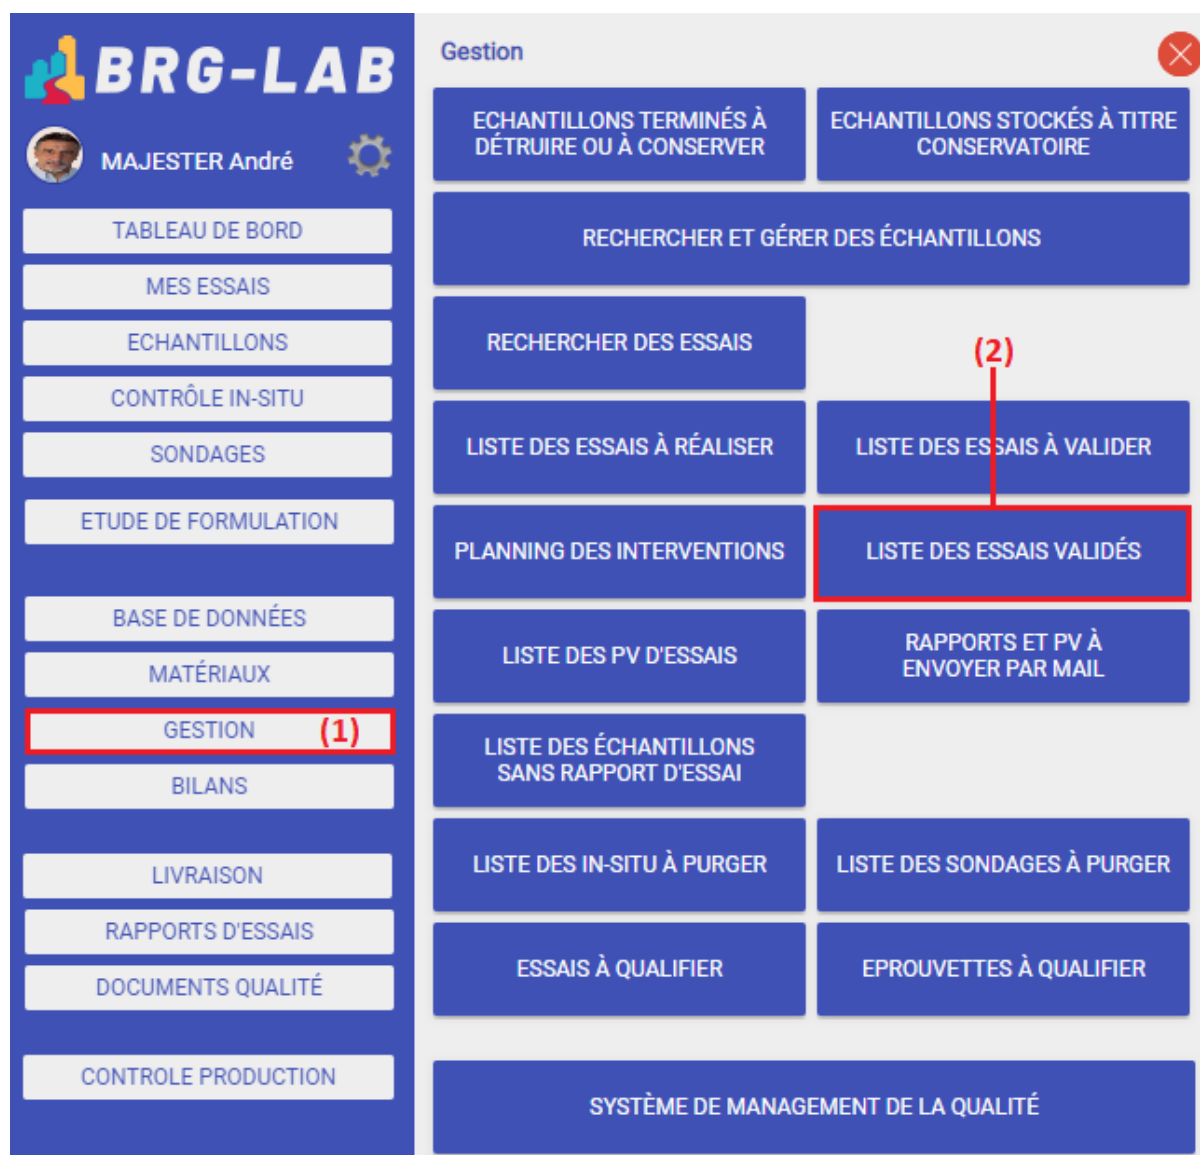 BRG-LAB
MAJESTER André
TABLEAU DE BORD
MES ESSAIS
ECHANTILLONS
CONTRÔLE IN-SITU
SONDAGES
ETUDE DE FORMULATION
BASE DE DONNÉES
MATÉRIAUX
GESTION (1)
BILANS
LIVRAISON
RAPPORTS D'ESSAIS
DOCUMENTS QUALITÉ
CONTROLE PRODUCTION
Gestion
ECHANTILLONS TERMINÉS À
DÉTRUIRE OU À CONSERVER
ECHANTILLONS STOCKÉS À TITRE
CONSERVATOIRE
RECHERCHER ET GÉRER DES ÉCHANTILLONS
RECHERCHER DES ESSAIS
(2)
LISTE DES ESSAIS À RÉALISER
LISTE DES ESSAIS À VALIDER
PLANNING DES INTERVENTIONS
LISTE DES ESSAIS VALIDÉS
LISTE DES PV D'ESSAIS
RAPPORTS ET PV À
ENVOYER PAR MAIL
LISTE DES ÉCHANTILLONS
SANS RAPPORT D'ESSAI
LISTE DES IN-SITU À PURGER
LISTE DES SONDAGES À PURGER
ESSAIS À QUALIFIER
EPROUVETTES À QUALIFIER
SYSTÈME DE MANAGEMENT DE LA QUALITÉ